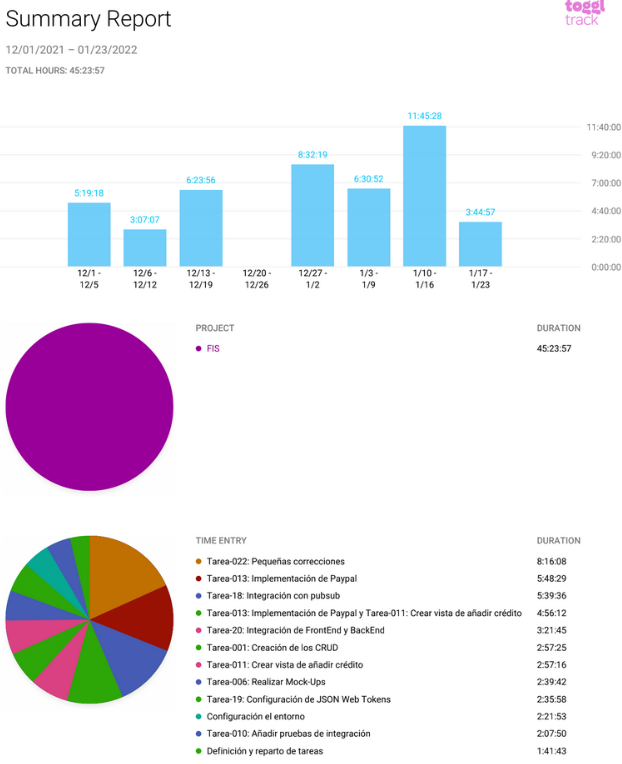 Summary Report
toggl
track
12/01/2021 – 01/23/2022
TOTAL HOURS: 45:23:57
11:45:28
11:40:00
8:32:19
9:20:00
6:23:56
6:30:52
7:00:00
5:19:18
3:07:07
3:44:57
4:40:00
2:20:00
0:00:00
12/1 - 12/6 - 12/13 - 12/20 - 12/27 - 1/3 - 1/10 - 1/17 -
12/5 12/12 12/19 12/26 1/2 1/9 1/16 1/23
PROJECT DURATION
FIS 45:23:57
TIME ENTRY DURATION
Tarea-022: Pequeñas correcciones 8:16:08
Tarea-013: Implementación de Paypal 5:48:29
Tarea-18: Integración con pubsub 5:39:36
Tarea-013: Implementación de Paypal y Tarea-011: Crear vista de añadir crédito 4:56:12
Tarea-20: Integración de FrontEnd y BackEnd 3:21:45
Tarea-001: Creación de los CRUD 2:57:25
Tarea-011: Crear vista de añadir crédito 2:57:16
Tarea-006: Realizar Mock-Ups 2:39:42
Tarea-19: Configuración de JSON Web Tokens 2:35:58
Configuración el entorno 2:21:53
Tarea-010: Añadir pruebas de integración 2:07:50
Definición y reparto de tareas 1:41:43